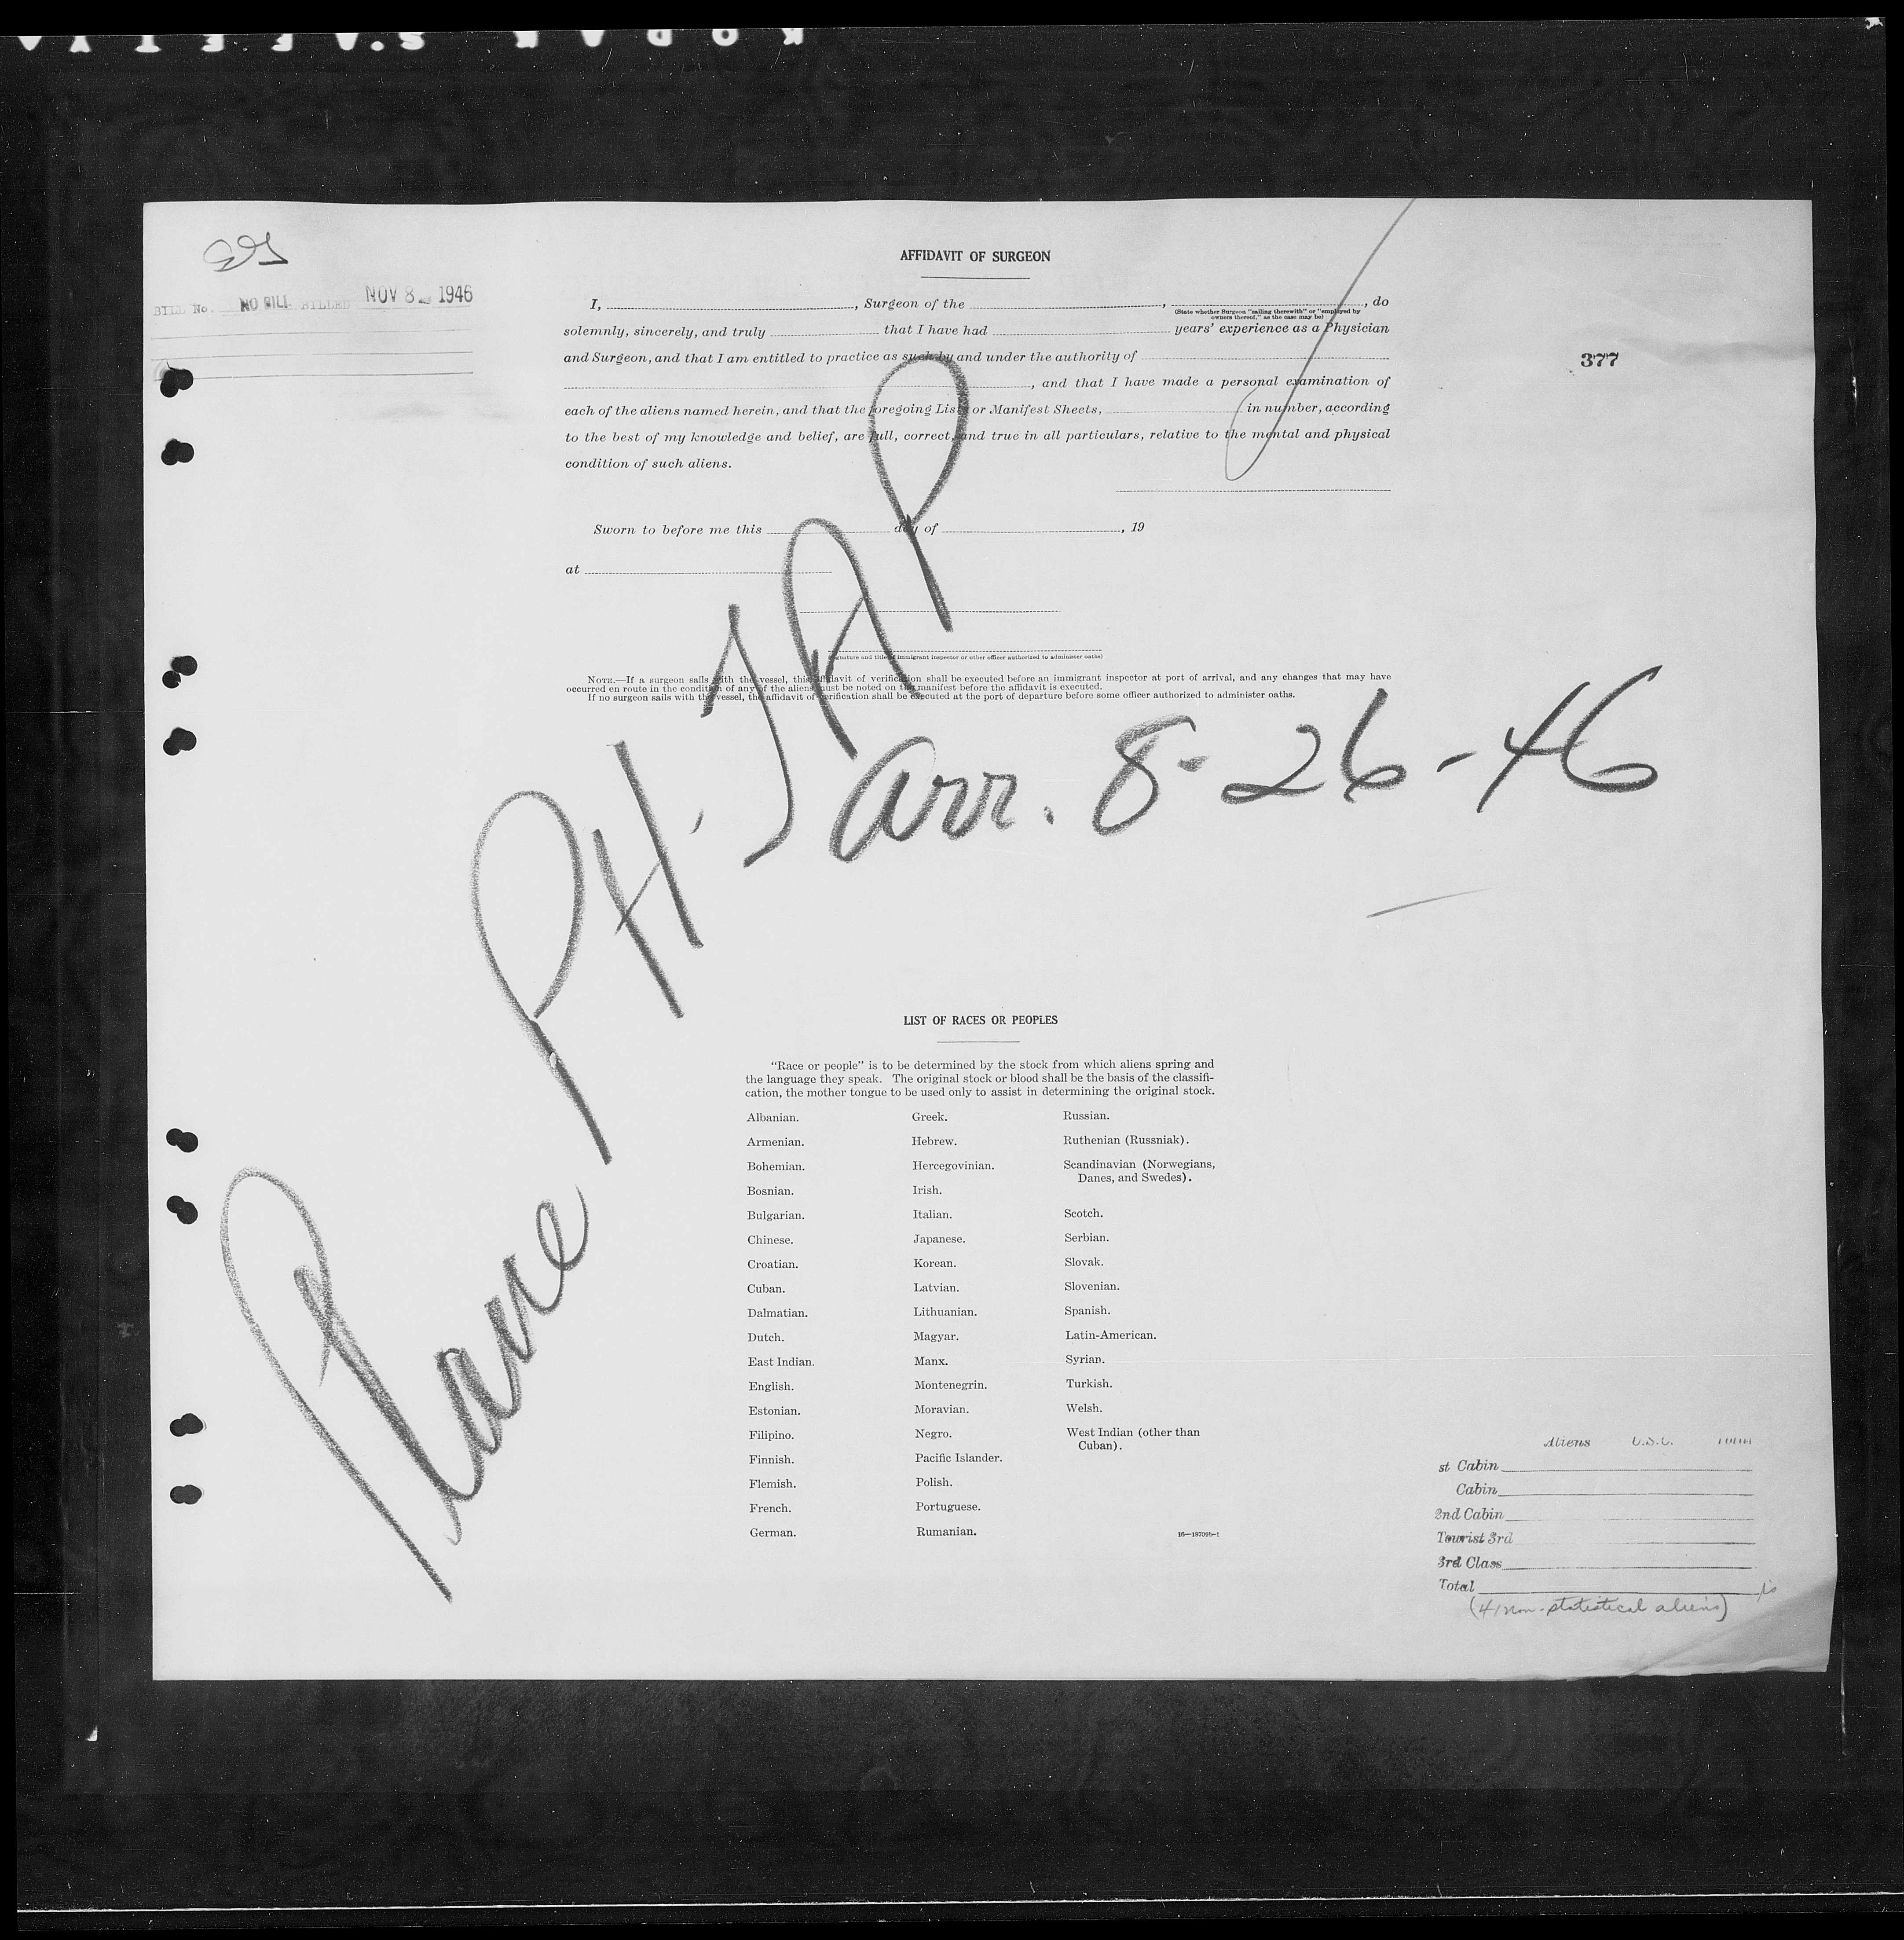 KODAK SAFETY
BILL No. NO BILL BILLED NOV 8 1946
377
AFFIDAVIT OF SURGEON
I, , Surgeon of the , , do
(State whether Surgeon "sailing therewith" or "employed by
owners thereof," as the case may be)
solemnly, sincerely, and truly that I have had years' experience as a Physician
and Surgeon, and that I am entitled to practice as such by and under the authority of
, and that I have made a personal examination of
each of the aliens named herein, and that the foregoing Lists or Manifest Sheets, in number, according
to the best of my knowledge and belief, are full, correct, and true in all particulars, relative to the mental and physical
condition of such aliens.
Sworn to before me this day of , 19
at
(Signature and title of immigrant inspector or other officer authorized to administer oaths)
NOTE.—If a surgeon sails with the vessel, this affidavit of verification shall be executed before an immigrant inspector at port of arrival, and any changes that may have
occurred en route in the condition of any of the aliens must be noted on the manifest before the affidavit is executed.
If no surgeon sails with the vessel, the affidavit of verification shall be executed at the port of departure before some officer authorized to administer oaths.
Plane PH-TAP
arr. 8-26-46
LIST OF RACES OR PEOPLES
"Race or people" is to be determined by the stock from which aliens spring and
the language they speak. The original stock or blood shall be the basis of the classifi-
cation, the mother tongue to be used only to assist in determining the original stock.
Albanian.
Armenian.
Bohemian.
Bosnian.
Bulgarian.
Chinese.
Croatian.
Cuban.
Dalmatian.
Dutch.
East Indian.
English.
Estonian.
Filipino.
Finnish.
Flemish.
French.
German.
Greek.
Hebrew.
Hercegovinian.
Irish.
Italian.
Japanese.
Korean.
Latvian.
Lithuanian.
Magyar.
Manx.
Montenegrin.
Moravian.
Negro.
Pacific Islander.
Polish.
Portuguese.
Rumanian.
Russian.
Ruthenian (Russniak).
Scandinavian (Norwegians,
Danes, and Swedes).
Scotch.
Serbian.
Slovak.
Slovenian.
Spanish.
Latin-American.
Syrian.
Turkish.
Welsh.
West Indian (other than
Cuban).
16—18709b-1
Aliens U.S.C. Total
st Cabin
Cabin
2nd Cabin
Tourist 3rd
3rd Class
Total
(41 non-statistical aliens)